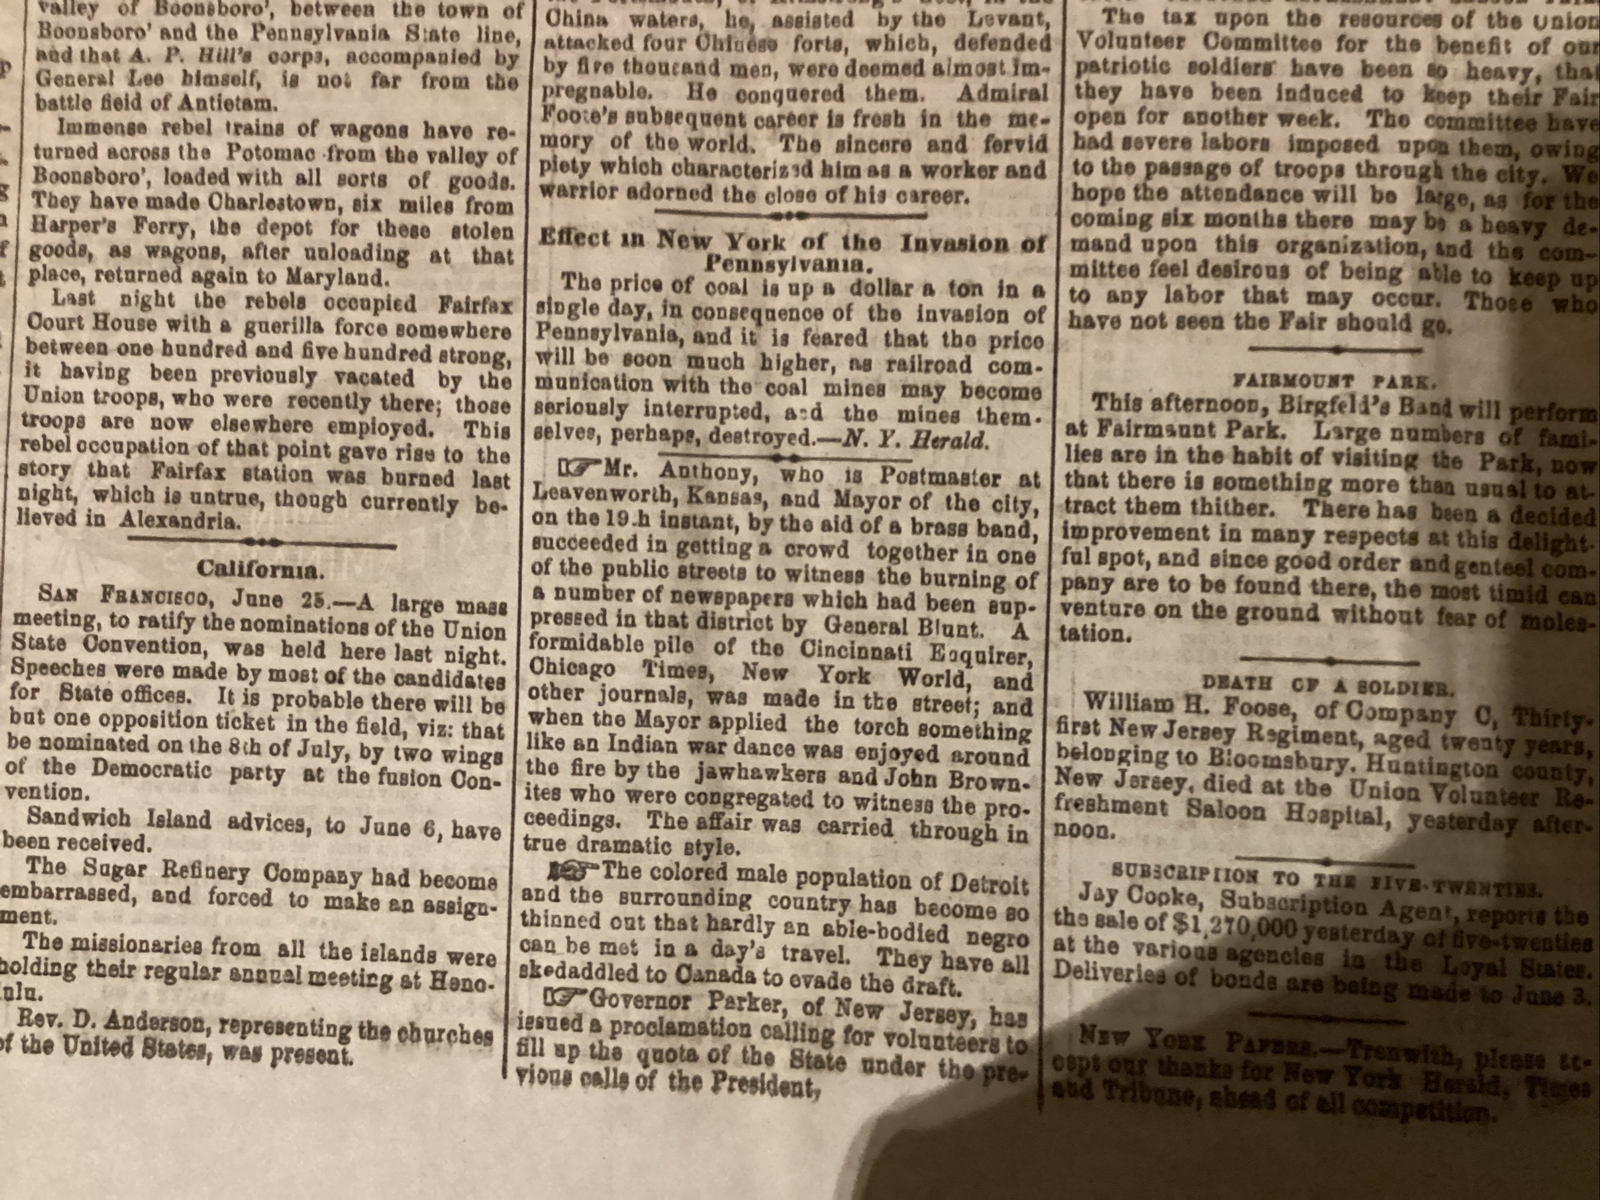 valley of Boonsboro', between the town of
Boonsboro' and the Pennsylvania State line,
and that A. P. Hill's corps, accompanied by
General Lee himself, is not far from the
battle field of Antietam.
Immense rebel trains of wagons have re-
turned across the Potomac from the valley of
Boonsboro', loaded with all sorts of goods.
They have made Charlestown, six miles from
Harper's Ferry, the depot for these stolen
goods, as wagons, after unloading at that
place, returned again to Maryland.
Last night the rebels occupied Fairfax
Court House with a guerilla force somewhere
between one hundred and five hundred strong,
it having been previously vacated by the
Union troops, who were recently there; those
troops are now elsewhere employed. This
rebel occupation of that point gave rise to the
story that Fairfax station was burned last
night, which is untrue, though currently be-
lieved in Alexandria.
California.
SAN FRANCISCO, June 25.—A large mass
meeting, to ratify the nominations of the Union
State Convention, was held here last night.
Speeches were made by most of the candidates
for State offices. It is probable there will be
but one opposition ticket in the field, viz: that
be nominated on the 8th of July, by two wings
of the Democratic party at the fusion Con-
vention.
Sandwich Island advices, to June 6, have
been received.
The Sugar Refinery Company had become
embarrassed, and forced to make an assign-
ment.
The missionaries from all the islands were
holding their regular annual meeting at Hono-
lulu.
Rev. D. Anderson, representing the churches
of the United States, was present.
China waters, he, assisted by the Levant,
attacked four Chinese forts, which, defended
by five thousand men, were deemed almost im-
pregnable. He conquered them. Admiral
Foote's subsequent career is fresh in the me-
mory of the world. The sincere and fervid
piety which characterized him as a worker and
warrior adorned the close of his career.
Effect in New York of the Invasion of
Pennsylvania.
The price of coal is up a dollar a ton in a
single day, in consequence of the invasion of
Pennsylvania, and it is feared that the price
will be soon much higher, as railroad com-
munication with the coal mines may become
seriously interrupted, and the mines them-
selves, perhaps, destroyed.—N. Y. Herald.
☞Mr. Anthony, who is Postmaster at
Leavenworth, Kansas, and Mayor of the city,
on the 19.h instant, by the aid of a brass band,
succeeded in getting a crowd together in one
of the public streets to witness the burning of
a number of newspapers which had been sup-
pressed in that district by General Blunt. A
formidable pile of the Cincinnati Enquirer,
Chicago Times, New York World, and
other journals, was made in the street; and
when the Mayor applied the torch something
like an Indian war dance was enjoyed around
the fire by the jawhawkers and John Brown-
ites who were congregated to witness the pro-
ceedings. The affair was carried through in
true dramatic style.
☞The colored male population of Detroit
and the surrounding country has become so
thinned out that hardly an able-bodied negro
can be met in a day's travel. They have all
skedaddled to Canada to evade the draft.
☞Governor Parker, of New Jersey, has
issued a proclamation calling for volunteers to
fill up the quota of the State under the pre-
vious calls of the President,
The tax upon the resources of the Union
Volunteer Committee for the benefit of our
patriotic soldiers have been so heavy, that
they have been induced to keep their Fair
open for another week. The committee have
had severe labors imposed upon them, owing
to the passage of troops through the city. We
hope the attendance will be large, as for the
coming six months there may be a heavy de-
mand upon this organization, and the com-
mittee feel desirous of being able to keep up
to any labor that may occur. Those who
have not seen the Fair should go.
FAIRMOUNT PARK.
This afternoon, Birgfeld's Band will perform
at Fairmount Park. Large numbers of fami-
lies are in the habit of visiting the Park, now
that there is something more than usual to at-
tract them thither. There has been a decided
improvement in many respects at this delight-
ful spot, and since good order and genteel com-
pany are to be found there, the most timid can
venture on the ground without fear of moles-
tation.
DEATH OF A SOLDIER.
William H. Foose, of Company C, Thirty-
first New Jersey Regiment, aged twenty years,
belonging to Bloomsbury, Huntington county,
New Jersey, died at the Union Volunteer Re-
freshment Saloon Hospital, yesterday after-
noon.
SUBSCRIPTION TO THE FIVE-TWENTIES.
Jay Cooke, Subscription Agent, reports the
the sale of $1,270,000 yesterday of five-twenties
at the various agencies in the Loyal States.
Deliveries of bonds are being made to June 3.
NEW YORK PAPERS.—Trenwith, please ac-
cept our thanks for New York Herald, Times
and Tribune, ahead of all competition.